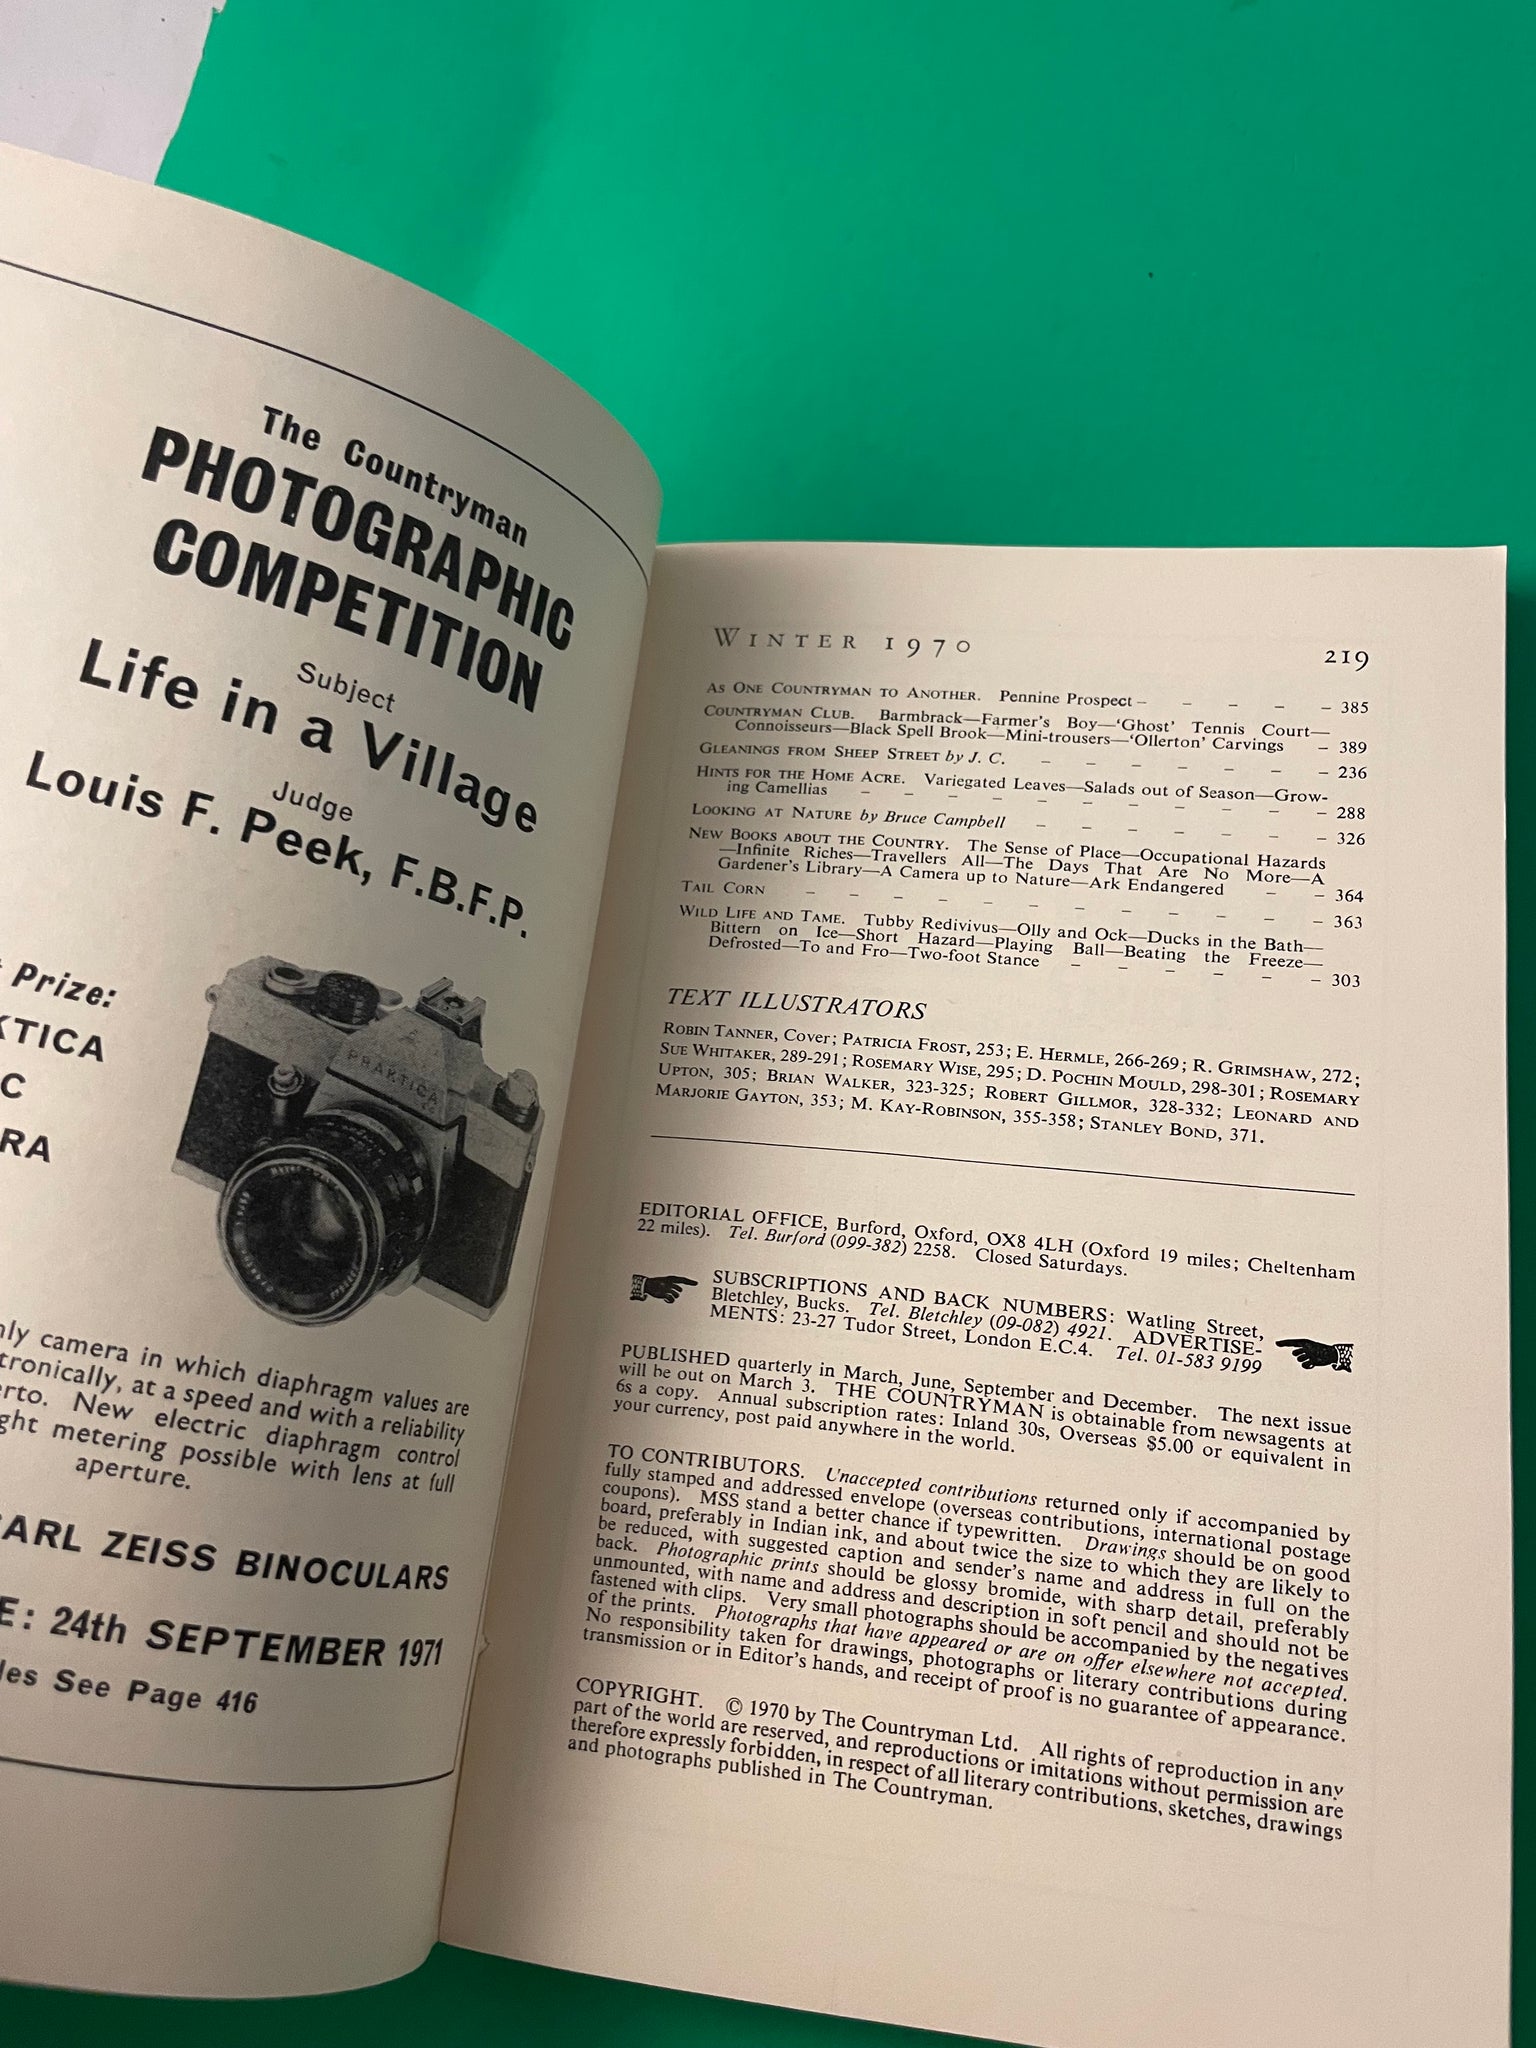 The Countryman
PHOTOGRAPHIC
COMPETITION
Subject
Life in a Village
Judge
Louis F. Peek, F.B.F.P.
Prize:
PRAKTICA
camera in which diaphragm values are
at a speed and with a reliability
New electric diaphragm control
metering possible with lens at full
aperture.
ZEISS BINOCULARS
24th SEPTEMBER 1971
See Page 416
WINTER 1970 219
AS ONE COUNTRYMAN TO ANOTHER. Pennine Prospect – – – – – 385
COUNTRYMAN CLUB. Barmbrack—Farmer's Boy—'Ghost' Tennis Court—
Connoisseurs—Black Spell Brook—Mini-trousers—'Ollerton' Carvings – 389
GLEANINGS FROM SHEEP STREET by J. C. – – – – – – – 236
HINTS FOR THE HOME ACRE. Variegated Leaves—Salads out of Season—Grow-
ing Camellias – – – – – – – – – – – 288
LOOKING AT NATURE by Bruce Campbell – – – – – – – 326
NEW BOOKS ABOUT THE COUNTRY. The Sense of Place—Occupational Hazards
—Infinite Riches—Travellers All—The Days That Are No More—A
Gardener's Library—A Camera up to Nature—Ark Endangered – – 364
TAIL CORN – – – – – – – – – – – – 363
WILD LIFE AND TAME. Tubby Redivivus—Olly and Ock—Ducks in the Bath—
Bittern on Ice—Short Hazard—Playing Ball—Beating the Freeze—
Defrosted—To and Fro—Two-foot Stance – – – – – – 303
TEXT ILLUSTRATORS
ROBIN TANNER, Cover; PATRICIA FROST, 253; E. HERMLE, 266-269; R. GRIMSHAW, 272;
SUE WHITAKER, 289-291; ROSEMARY WISE, 295; D. POCHIN MOULD, 298-301; ROSEMARY
UPTON, 305; BRIAN WALKER, 323-325; ROBERT GILLMOR, 328-332; LEONARD AND
MARJORIE GAYTON, 353; M. KAY-ROBINSON, 355-358; STANLEY BOND, 371.
EDITORIAL OFFICE, Burford, Oxford, OX8 4LH (Oxford 19 miles; Cheltenham
22 miles). Tel. Burford (099-382) 2258. Closed Saturdays.
SUBSCRIPTIONS AND BACK NUMBERS: Watling Street,
Bletchley, Bucks. Tel. Bletchley (09-082) 4921. ADVERTISE-
MENTS: 23-27 Tudor Street, London E.C.4. Tel. 01-583 9199
PUBLISHED quarterly in March, June, September and December. The next issue
will be out on March 3. THE COUNTRYMAN is obtainable from newsagents at
6s a copy. Annual subscription rates: Inland 30s, Overseas $5.00 or equivalent in
your currency, post paid anywhere in the world.
TO CONTRIBUTORS. Unaccepted contributions returned only if accompanied by
fully stamped and addressed envelope (overseas contributions, international postage
coupons). MSS stand a better chance if typewritten. Drawings should be on good
board, preferably in Indian ink, and about twice the size to which they are likely to
be reduced, with suggested caption and sender's name and address in full on the
back. Photographic prints should be glossy bromide, with sharp detail, preferably
unmounted, with name and address and description in soft pencil and should not be
fastened with clips. Very small photographs should be accompanied by the negatives
of the prints. Photographs that have appeared or are on offer elsewhere not accepted.
No responsibility taken for drawings, photographs or literary contributions during
transmission or in Editor's hands, and receipt of proof is no guarantee of appearance.
COPYRIGHT. © 1970 by The Countryman Ltd. All rights of reproduction in any
part of the world are reserved, and reproductions or imitations without permission are
therefore expressly forbidden, in respect of all literary contributions, sketches, drawings
and photographs published in The Countryman.